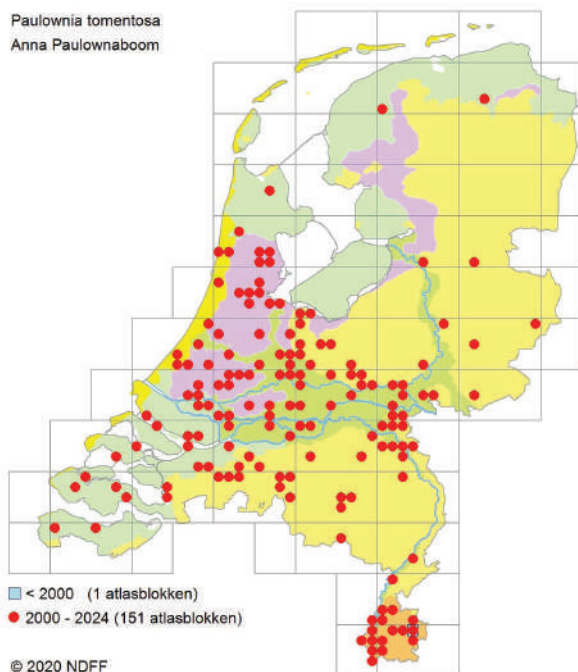 Paulownia tomentosa
Anna Paulownaboom
< 2000 (1 atlasblokken)
2000 - 2024 (151 atlasblokken)
© 2020 NDFF